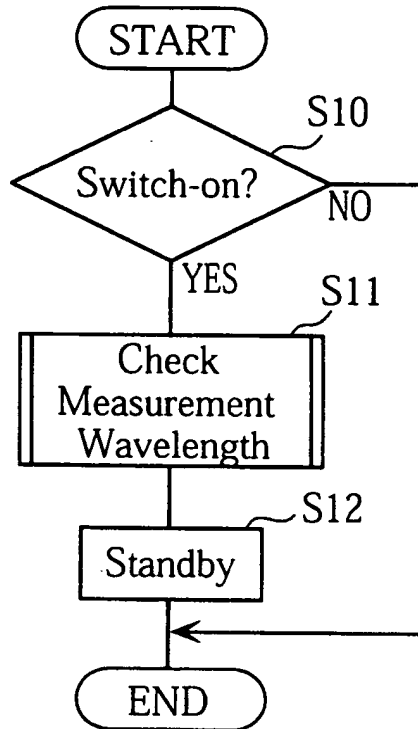 START
S10
Switch-on?
NO
YES
S11
Check
Measurement
Wavelength
S12
Standby
END